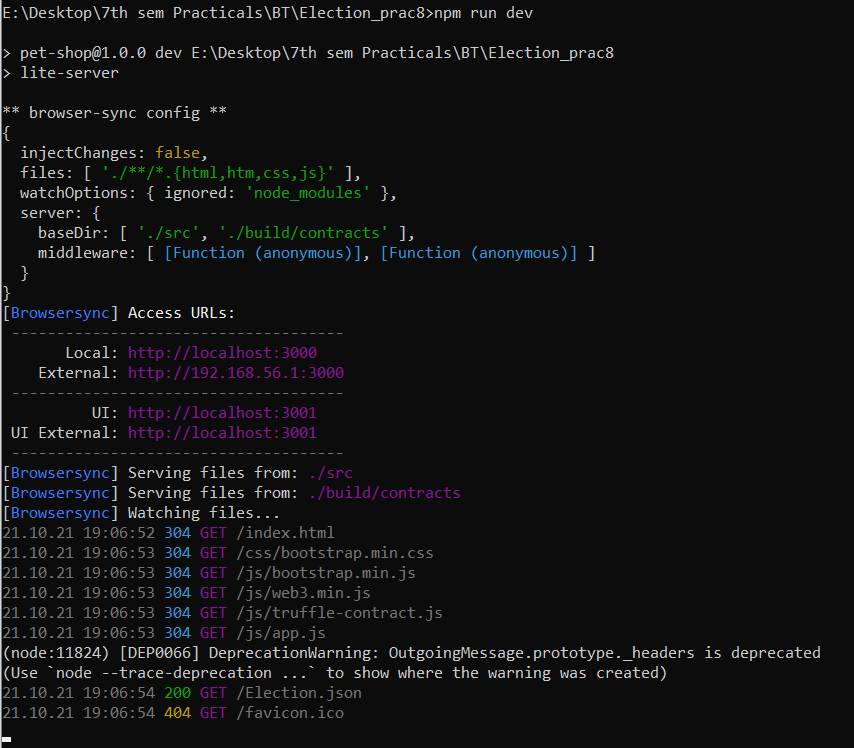 E:\Desktop\7th sem Practicals\BT\Election_prac8>npm run dev
> pet-shop@1.0.0 dev E:\Desktop\7th sem Practicals\BT\Election_prac8
> lite-server
** browser-sync config **
{
  injectChanges: false,
  files: [ './**/*.{html,htm,css,js}' ],
  watchOptions: { ignored: 'node_modules' },
  server: {
    baseDir: [ './src', './build/contracts' ],
    middleware: [ [Function (anonymous)], [Function (anonymous)] ]
  }
}
[Browsersync] Access URLs:
 -------------------------------------
       Local: http://localhost:3000
    External: http://192.168.56.1:3000
 -------------------------------------
          UI: http://localhost:3001
 UI External: http://localhost:3001
 -------------------------------------
[Browsersync] Serving files from: ./src
[Browsersync] Serving files from: ./build/contracts
[Browsersync] Watching files...
21.10.21 19:06:52 304 GET /index.html
21.10.21 19:06:53 304 GET /css/bootstrap.min.css
21.10.21 19:06:53 304 GET /js/bootstrap.min.js
21.10.21 19:06:53 304 GET /js/web3.min.js
21.10.21 19:06:53 304 GET /js/truffle-contract.js
21.10.21 19:06:53 304 GET /js/app.js
(node:11824) [DEP0066] DeprecationWarning: OutgoingMessage.prototype._headers is deprecated
(Use `node --trace-deprecation ...` to show where the warning was created)
21.10.21 19:06:54 200 GET /Election.json
21.10.21 19:06:54 404 GET /favicon.ico